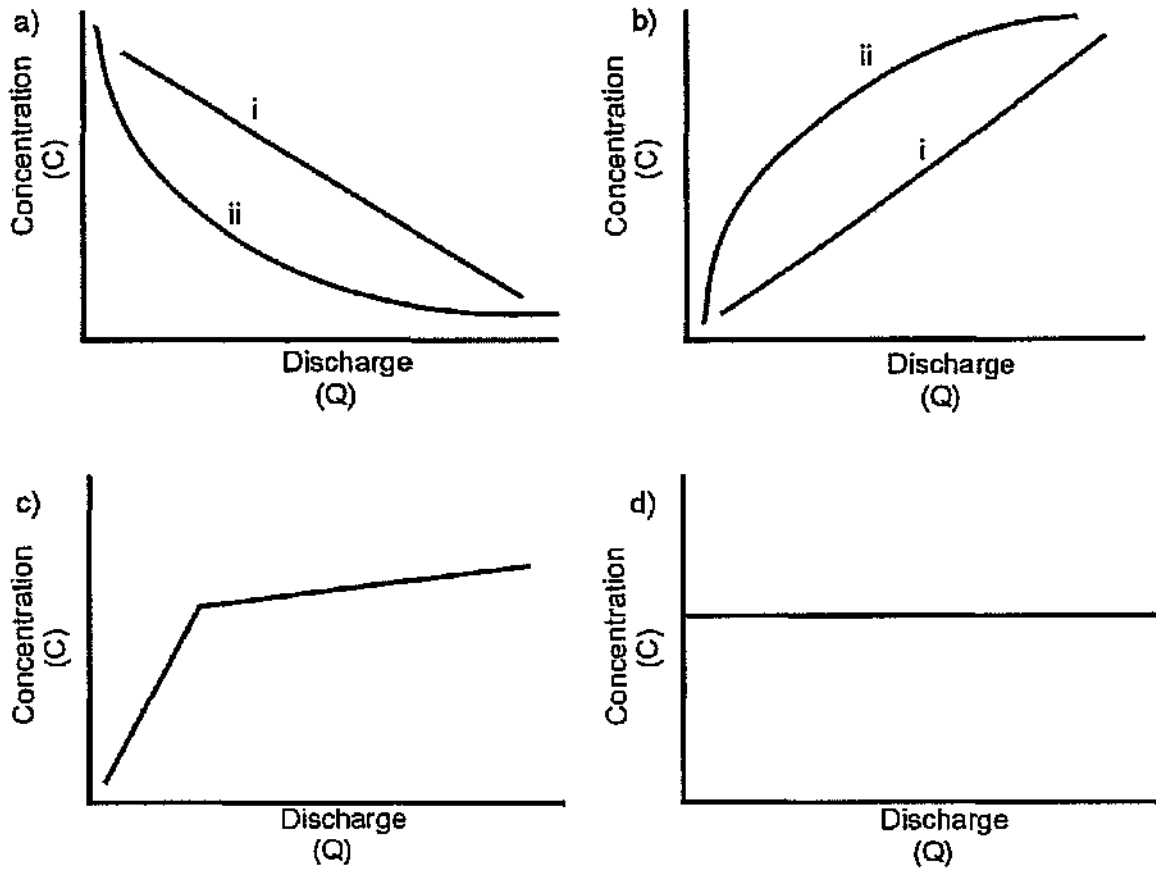 a)
Concentration
(C)
i
ii
Discharge
(Q)
b)
Concentration
(C)
ii
i
Discharge
(Q)
c)
Concentration
(C)
Discharge
(Q)
d)
Concentration
(C)
Discharge
(Q)